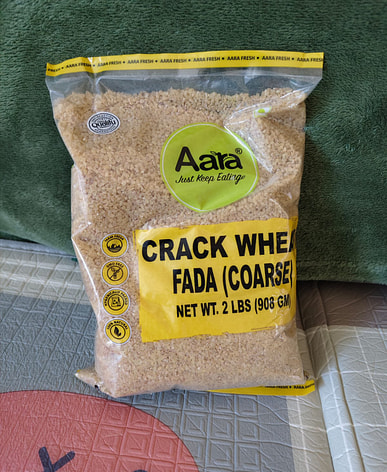 AARA FRESH AARA FRESH AARA FRESH AARA FRESH AARA FRESH
Quality
Aara®
Just Keep Eating
CRACK WHEA
FADA (COARSE)
NET WT. 2 LBS (908 GM)